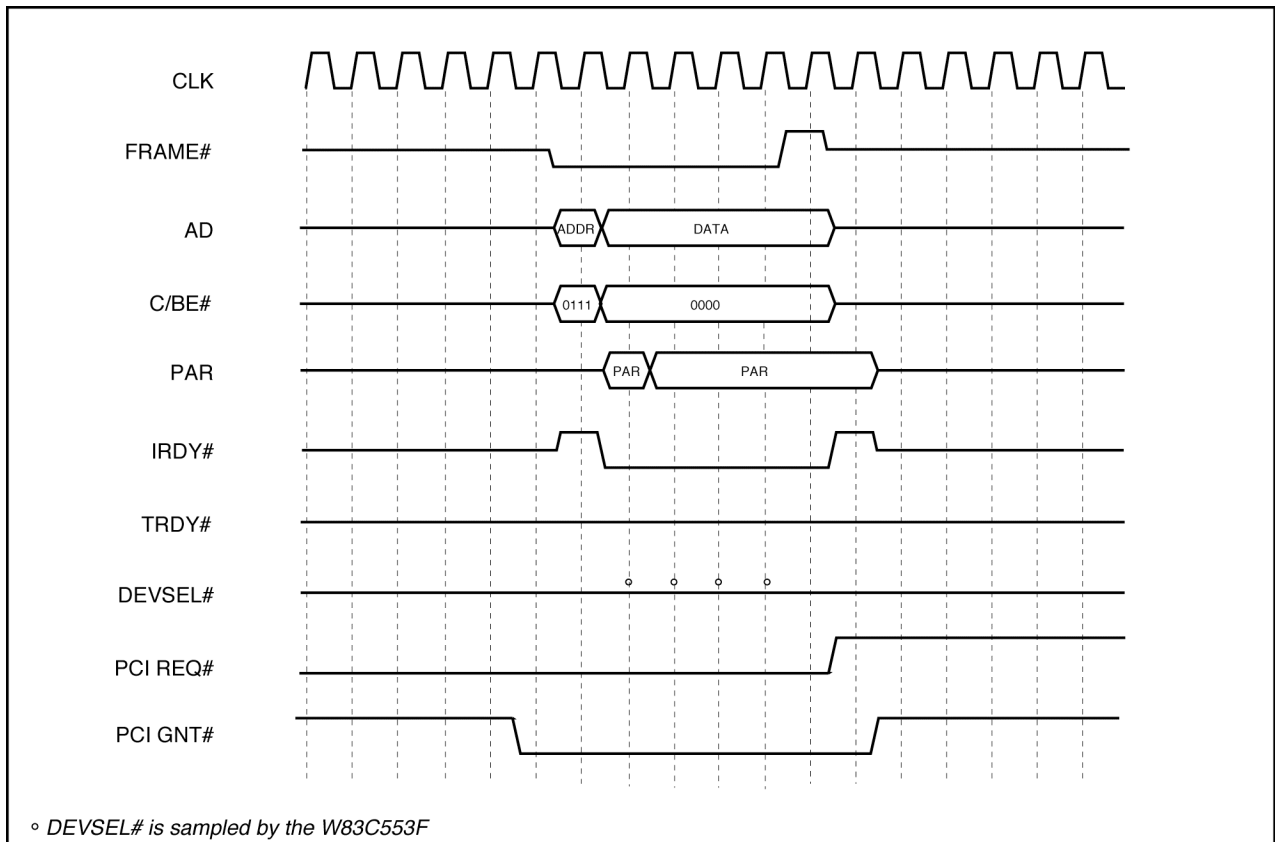 CLK
FRAME#
AD
ADDR DATA
C/BE#
0111 0000
PAR
PAR PAR
IRDY#
TRDY#
DEVSEL#
PCI REQ#
PCI GNT#
° DEVSEL# is sampled by the W83C553F